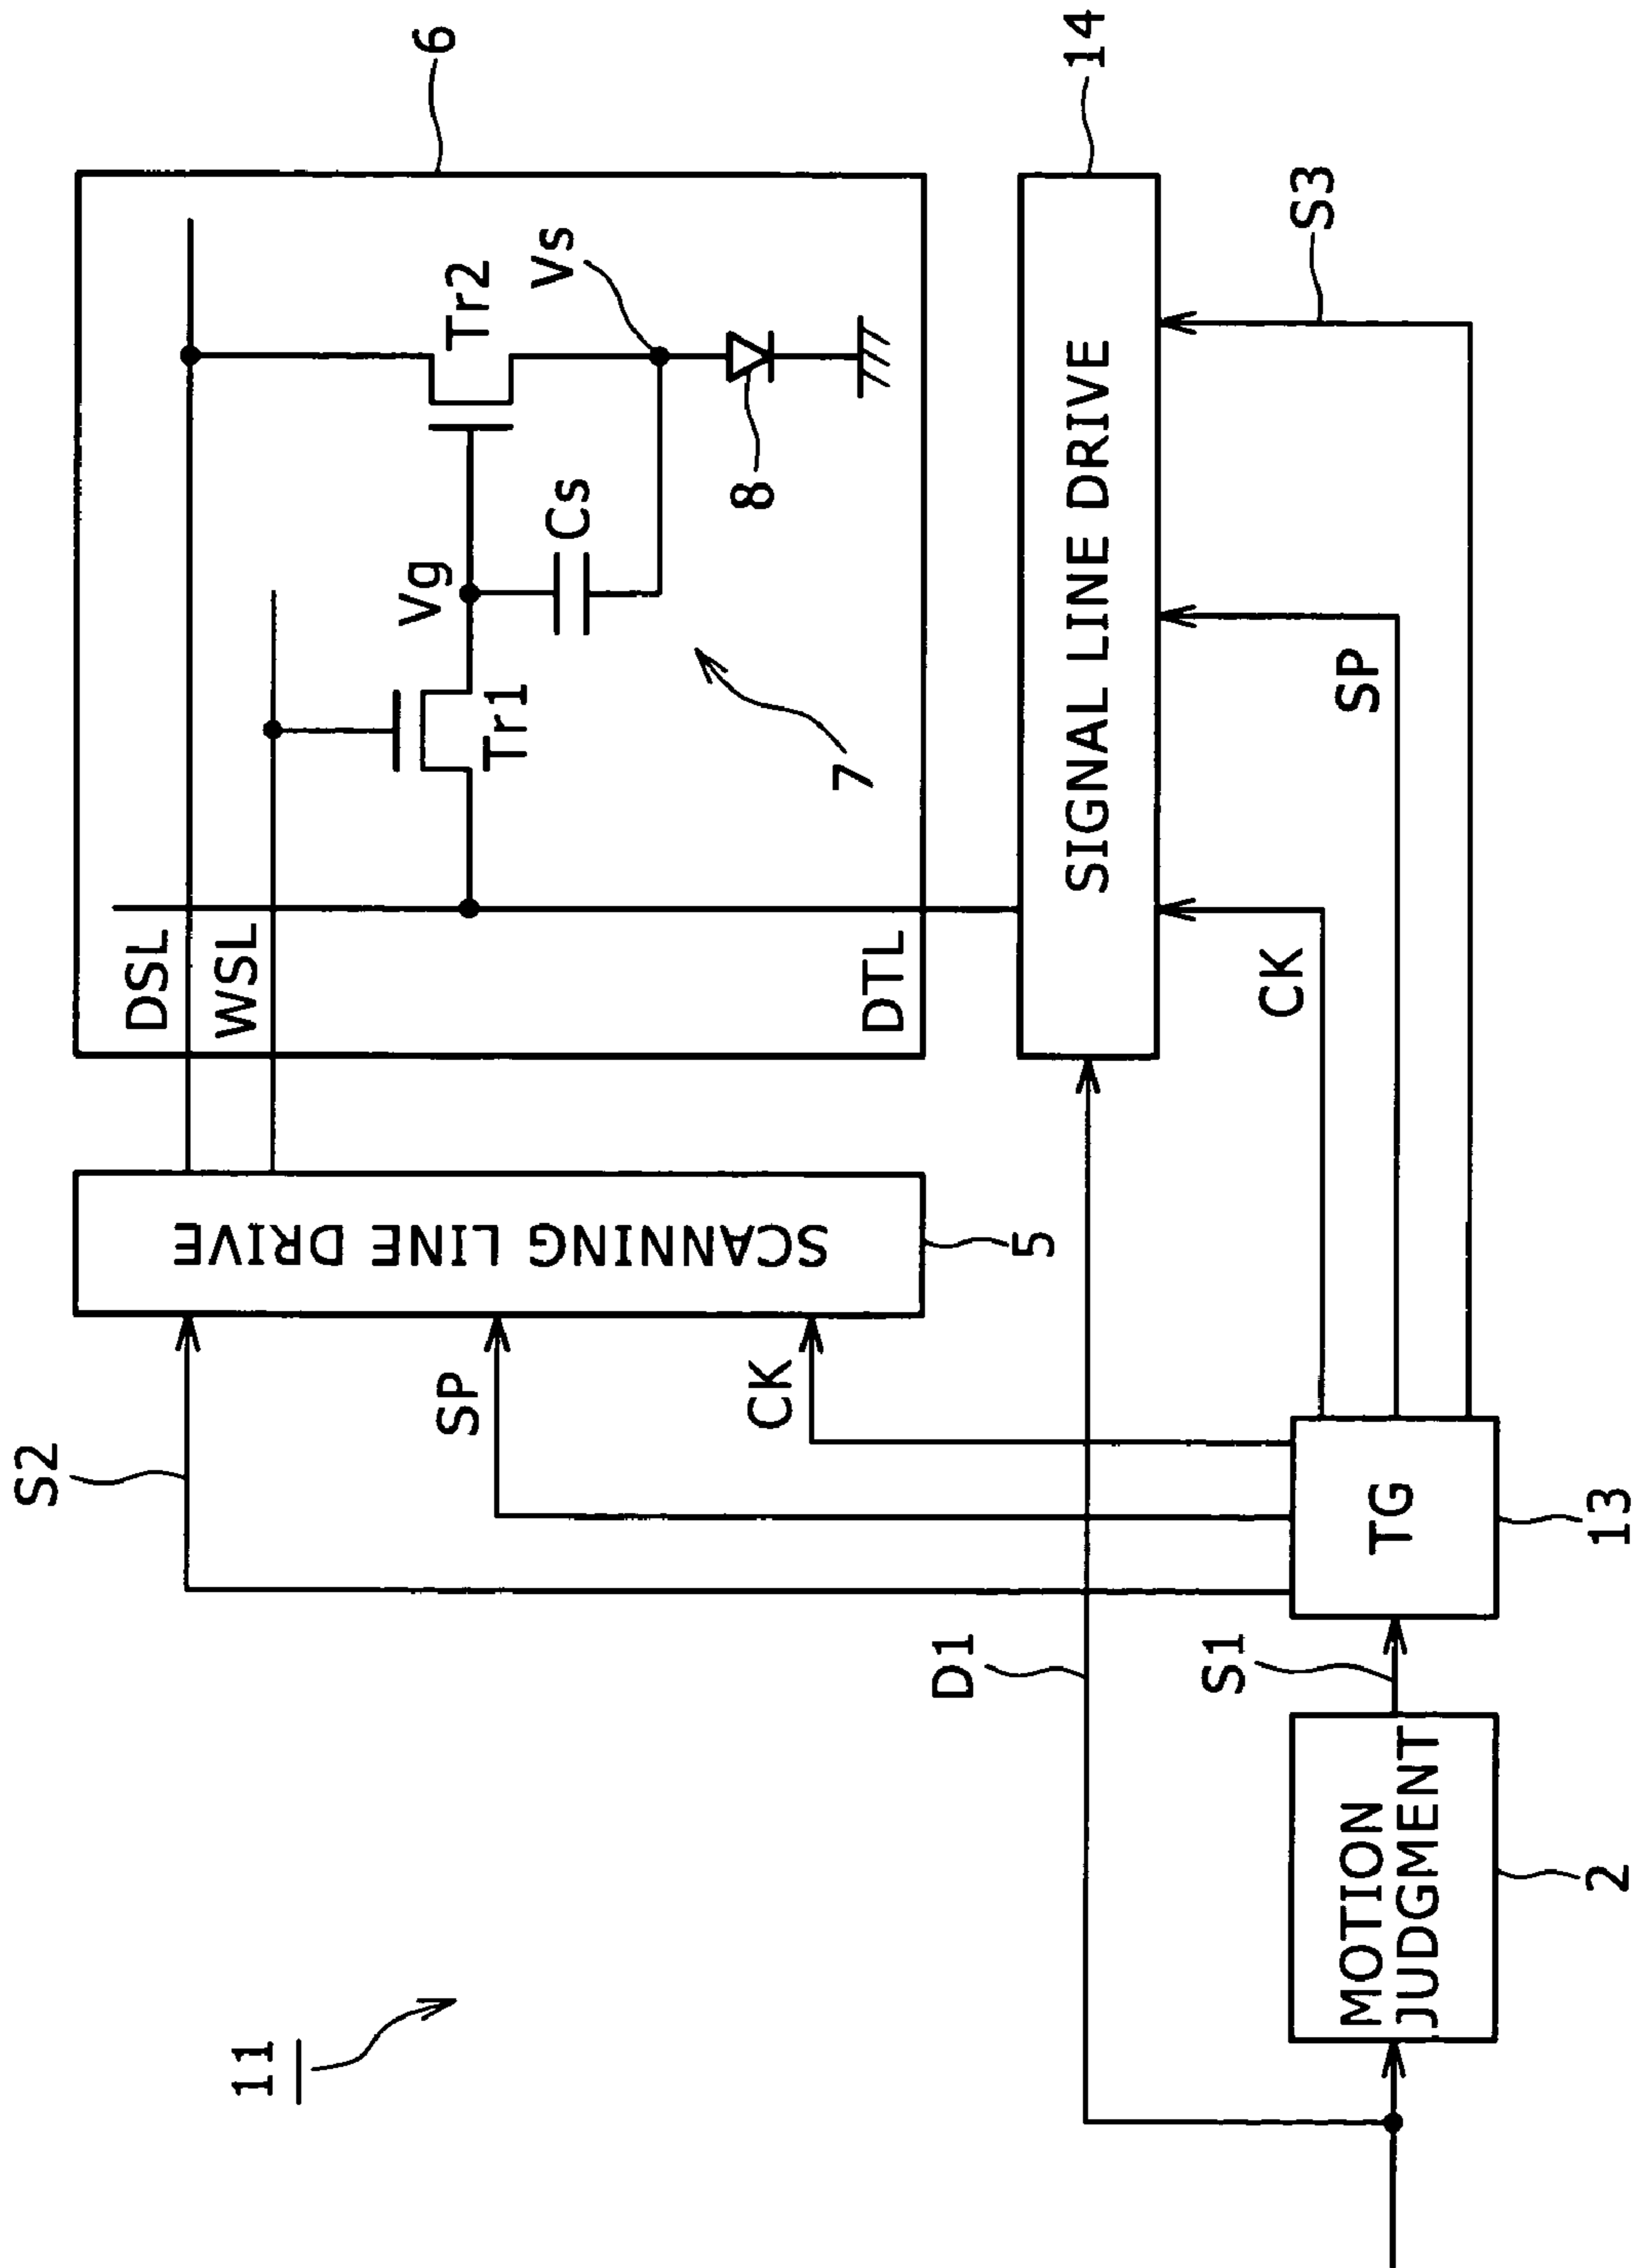 11
S2
DSL
WSL
SP
CK
SCANNING LINE DRIVE
5
Vg
Tr1
Cs
Tr2
Vs
8
7
DTL
6
D1
SIGNAL LINE DRIVE
14
S1
MOTION
JUDGMENT
2
TG
13
CK
SP
S3